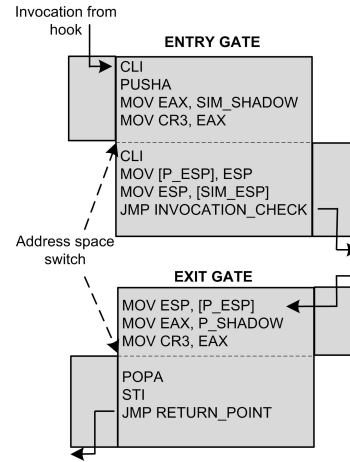 Invocation from
hook
ENTRY GATE
CLI
PUSHA
MOV EAX, SIM_SHADOW
MOV CR3, EAX
CLI
MOV [P_ESP], ESP
MOV ESP, [SIM_ESP]
JMP INVOCATION_CHECK
Address space
switch
EXIT GATE
MOV ESP, [P_ESP]
MOV EAX, P_SHADOW
MOV CR3, EAX
POPA
STI
JMP RETURN_POINT